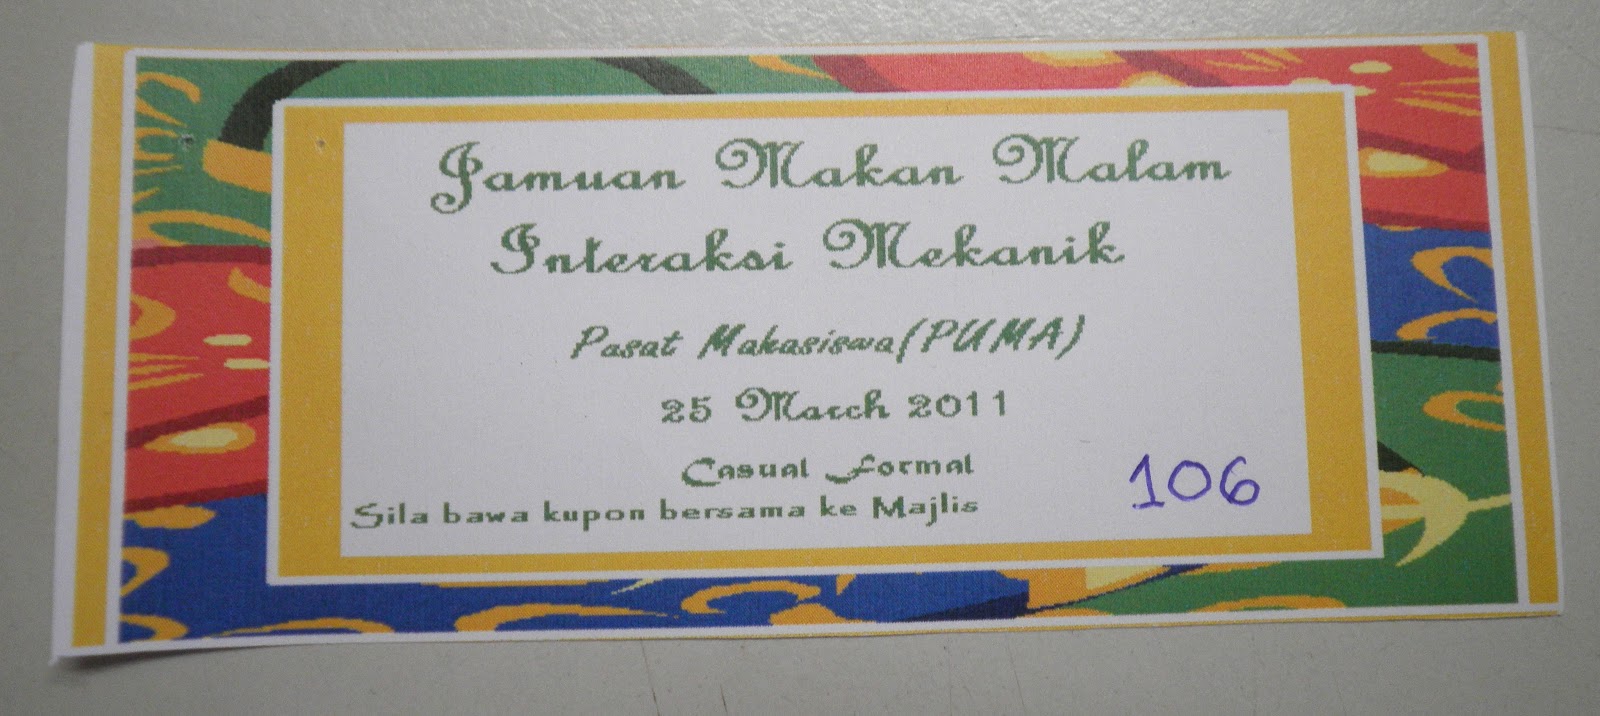 Jamuan Makan Malam
Interaksi Mekanik
Pasat Mahasiswa(PUMA)
25 March 2011
Casual Formal
Sila bawa kupon bersama ke Majlis
106